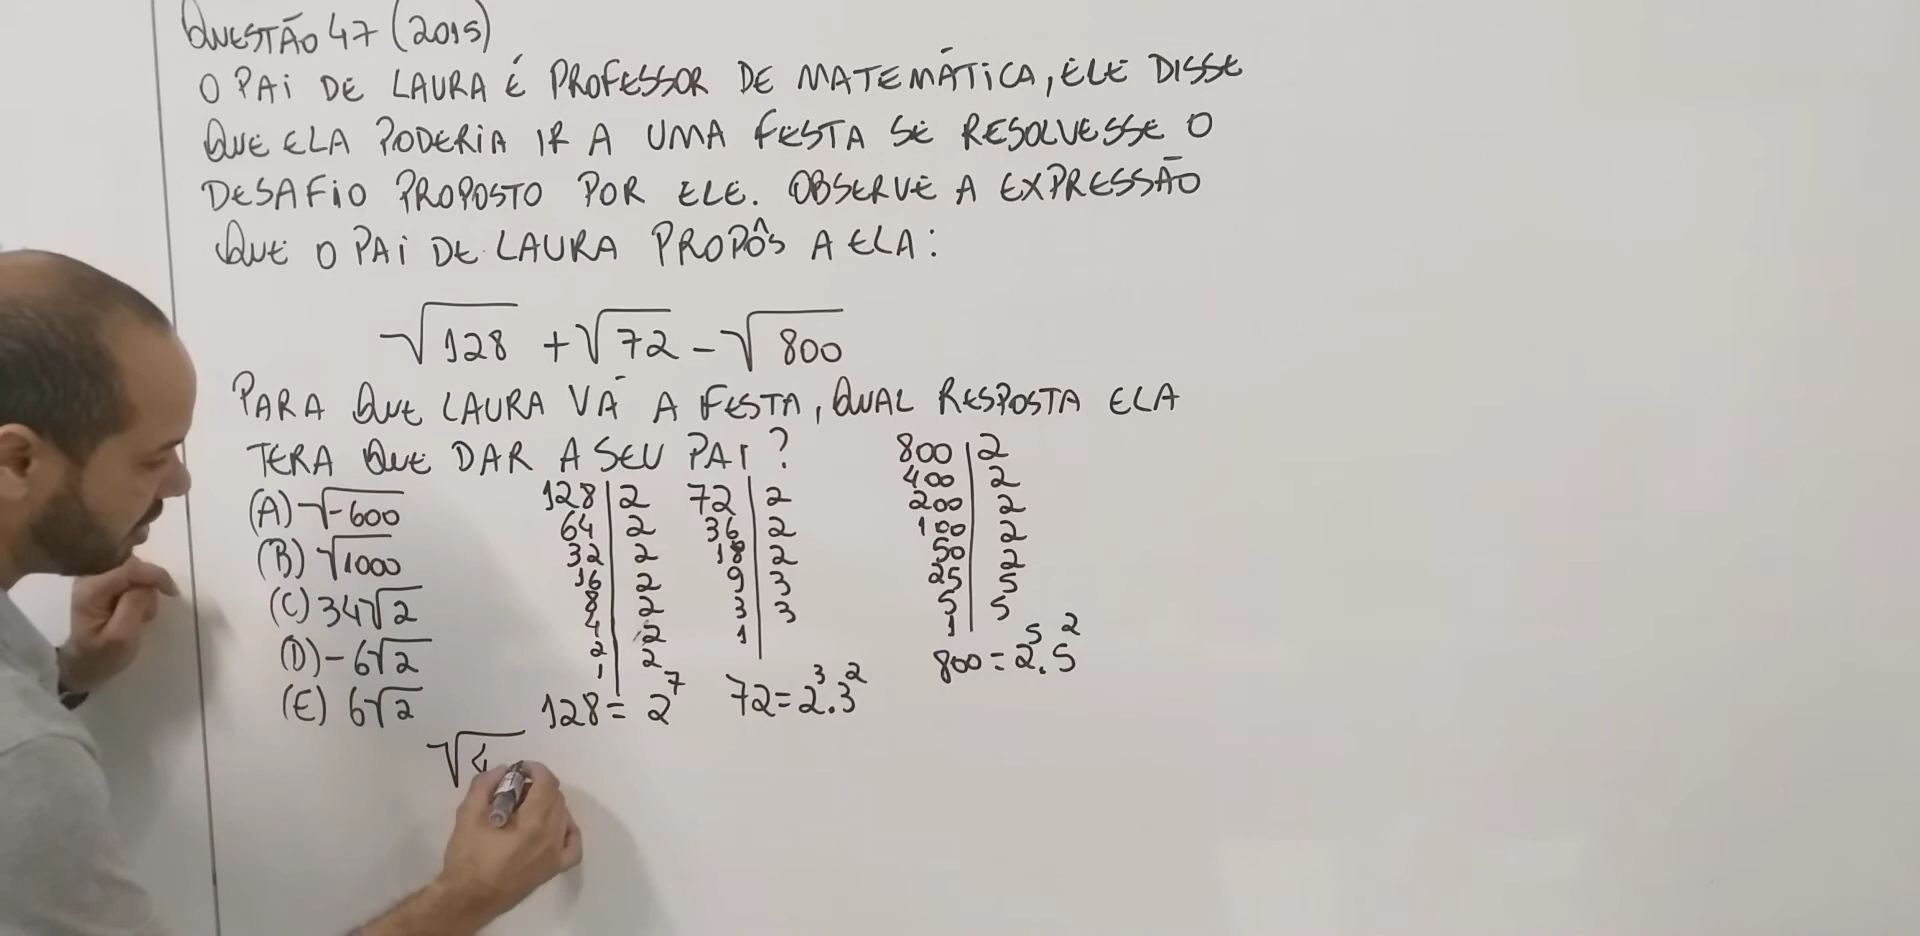 QUESTÃO 47 (2015)
O PAI DE LAURA É PROFESSOR DE MATEMÁTICA, ELE DISSE
QUE ELA PODERIA IR A UMA FESTA SE RESOLVESSE O
DESAFIO PROPOSTO POR ELE. OBSERVE A EXPRESSÃO
QUE O PAI DE LAURA PROPÔS A ELA:
√128 + √72 - √800
PARA QUE LAURA VÁ A FESTA, QUAL RESPOSTA ELA
TERA QUE DAR A SEU PAI?
(A) √-600
(B) √1000
(C) 34√2
(D) -6√2
(E) 6√2
128 | 2
64 | 2
32 | 2
16 | 2
8 | 2
4 | 2
2 | 2
1
128 = 2⁷
72 | 2
36 | 2
18 | 2
9 | 3
3 | 3
1
72 = 2³.3²
800 | 2
400 | 2
200 | 2
100 | 2
50 | 2
25 | 5
5 | 5
1
800 = 2⁵.5²